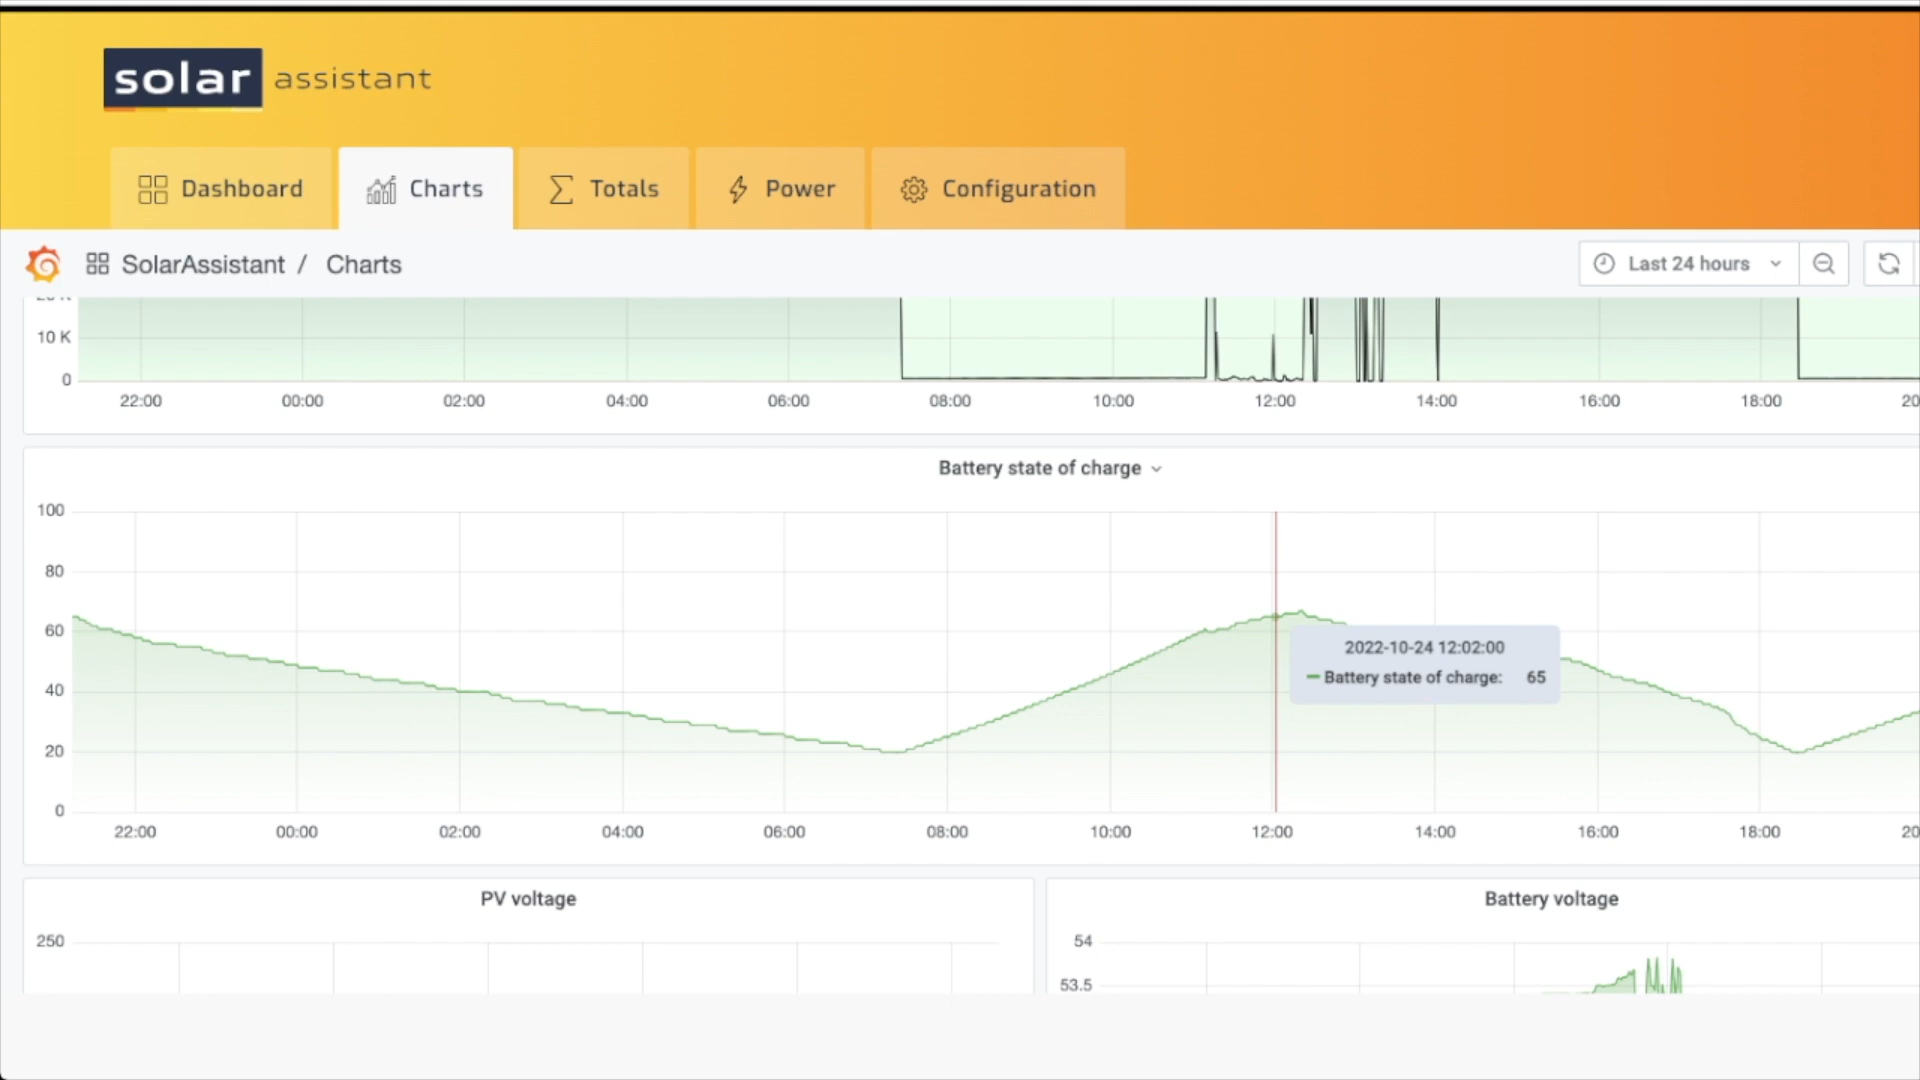 solar assistant
Dashboard Charts Totals Power Configuration
SolarAssistant / Charts Last 24 hours
10 K
0
22:00 00:00 02:00 04:00 06:00 08:00 10:00 12:00 14:00 16:00 18:00 20
Battery state of charge
100
80
60
40
20
0
2022-10-24 12:02:00
Battery state of charge: 65
22:00 00:00 02:00 04:00 06:00 08:00 10:00 12:00 14:00 16:00 18:00 20
PV voltage
250
Battery voltage
54
53.5